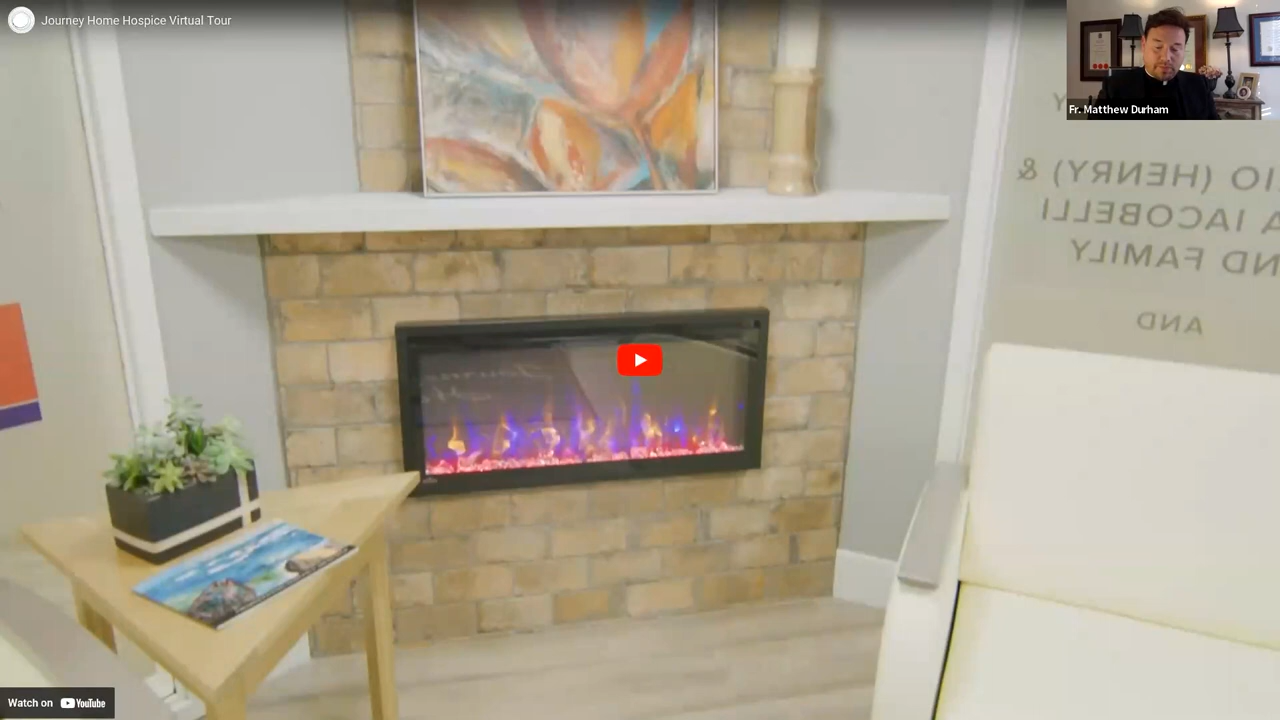 Journey Home Hospice Virtual Tour
Fr. Matthew Durham
IO (HENRY) &
A IACOBELLI
ND FAMILY
AND
Watch on YouTube